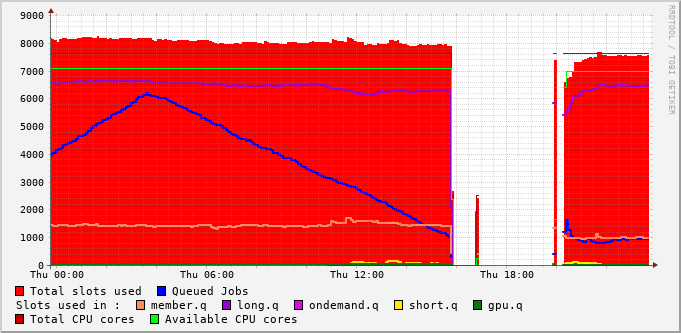 9000
8000
7000
6000
5000
4000
3000
2000
1000
0
Thu 00:00 Thu 06:00 Thu 12:00 Thu 18:00
RRDTOOL / TOBI OETIKER
Total slots used Queued Jobs
Slots used in : member.q long.q ondemand.q short.q gpu.q
Total CPU cores Available CPU cores